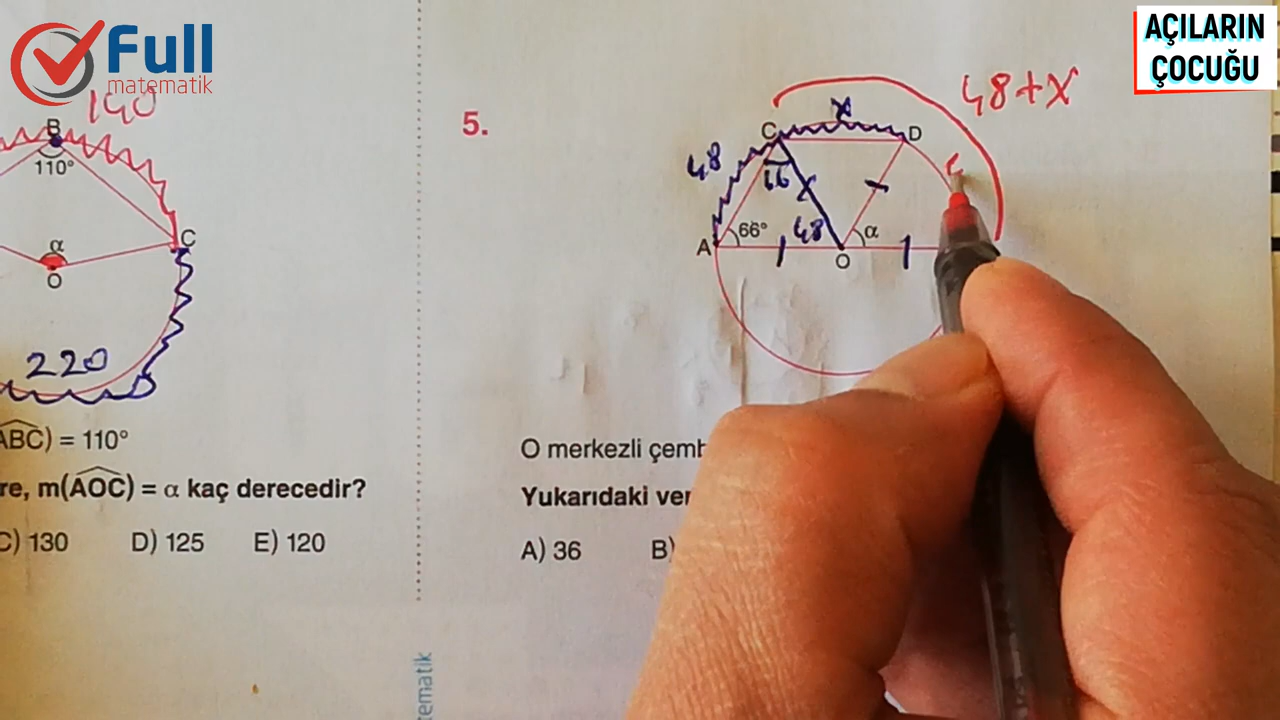 Full
matematik
AÇILARIN
ÇOCUĞU
140
B
110°
C
α
O
220
ABC) = 110°
re, m(AOC) = α kaç derecedir?
C) 130 D) 125 E) 120
5.
48+x
x
C
D
48
66
A
66°
48
O
α
O merkezli çemb
Yukarıdaki ver
A) 36 B)
tematik